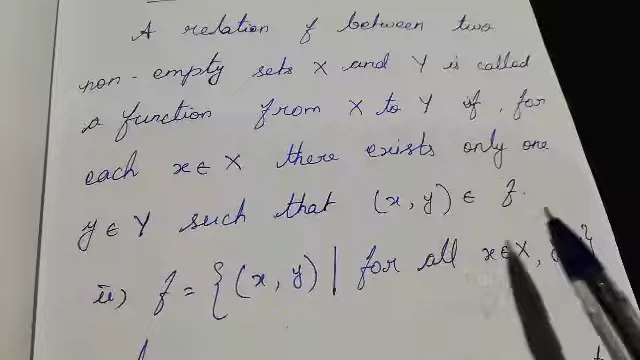 A relation f between two
non-empty sets X and Y is called
a function from X to Y if, for
each x ∈ X there exists only one
y ∈ Y such that (x, y) ∈ f.
ii) f = {(x, y) | for all x ∈ X, }